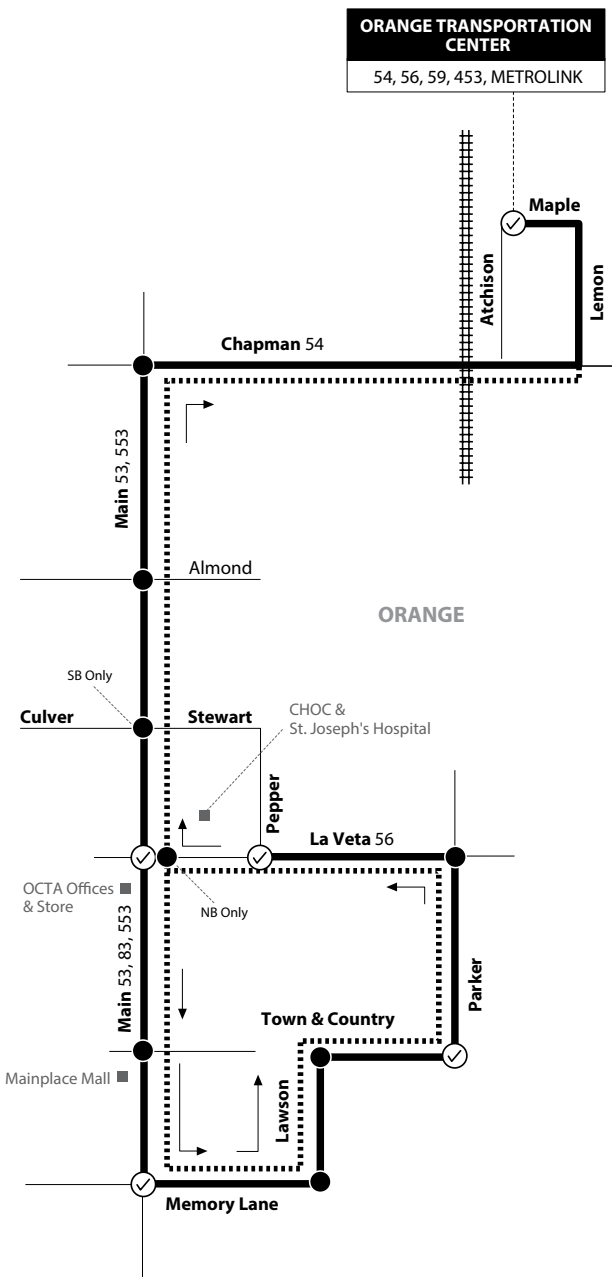 ORANGE TRANSPORTATION
CENTER
54, 56, 59, 453, METROLINK
Maple
Atchison
Lemon
Chapman 54
Main 53, 553
Almond
ORANGE
SB Only
Culver
Stewart
CHOC &
St. Joseph's Hospital
Pepper
La Veta 56
OCTA Offices
& Store
NB Only
Main 53, 83, 553
Parker
Town & Country
Mainplace Mall
Lawson
Memory Lane